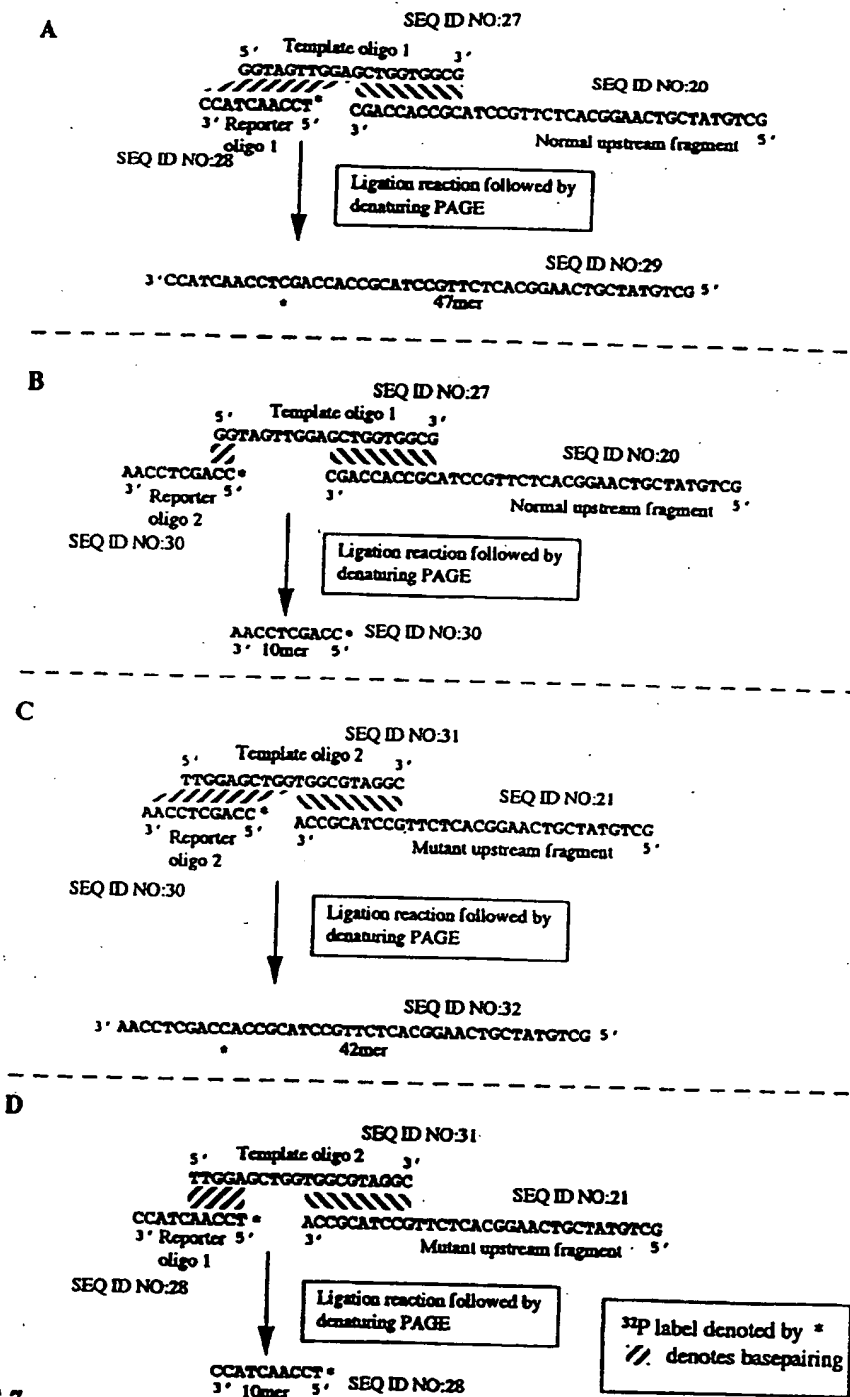 A
SEQ ID NO:27
5' Template oligo 1 3'
GGTAGTTGGAGCTGGTGGCG
SEQ ID NO:20
CCATCAACCT* CGACCACCGCATCCGTTCTCACGGAACTGCTATGTCG
3' Reporter 5' 3' 5'
oligo 1 Normal upstream fragment
SEQ ID NO:28
Ligation reaction followed by
denaturing PAGE
SEQ ID NO:29
3'CCATCAACCTCGACCACCGCATCCGTTCTCACGGAACTGCTATGTCG 5'
* 47mer
B
SEQ ID NO:27
5' Template oligo 1 3'
GGTAGTTGGAGCTGGTGGCG
SEQ ID NO:20
AACCTCGACC* CGACCACCGCATCCGTTCTCACGGAACTGCTATGTCG
3' Reporter 5' 3' Normal upstream fragment 5'
oligo 2
SEQ ID NO:30
Ligation reaction followed by
denaturing PAGE
AACCTCGACC* SEQ ID NO:30
3' 10mer 5'
C
SEQ ID NO:31
5' Template oligo 2 3'
TTGGAGCTGGTGGCGTAGGC
SEQ ID NO:21
AACCTCGACC * ACCGCATCCGTTCTCACGGAACTGCTATGTCG
3' Reporter 5' 3' Mutant upstream fragment 5'
oligo 2
SEQ ID NO:30
Ligation reaction followed by
denaturing PAGE
SEQ ID NO:32
3' AACCTCGACCACCGCATCCGTTCTCACGGAACTGCTATGTCG 5'
* 42mer
D
SEQ ID NO:31
5' Template oligo 2 3'
TTGGAGCTGGTGGCGTAGGC
SEQ ID NO:21
CCATCAACCT * ACCGCATCCGTTCTCACGGAACTGCTATGTCG
3' Reporter 5' 3' Mutant upstream fragment 5'
oligo 1
SEQ ID NO:28
Ligation reaction followed by
denaturing PAGE
CCATCAACCT*
3' 10mer 5' SEQ ID NO:28
32P label denoted by *
denotes basepairing